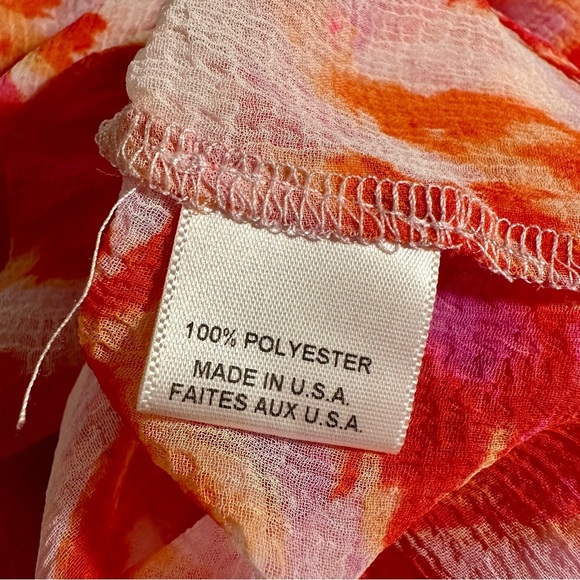 100% POLYESTER
MADE IN U.S.A
FAITES AUX U.S.A.